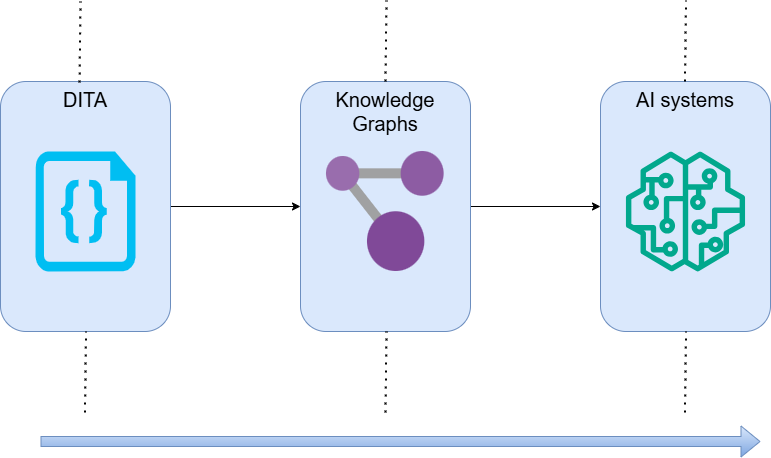 DITA
Knowledge
Graphs
AI systems
{}